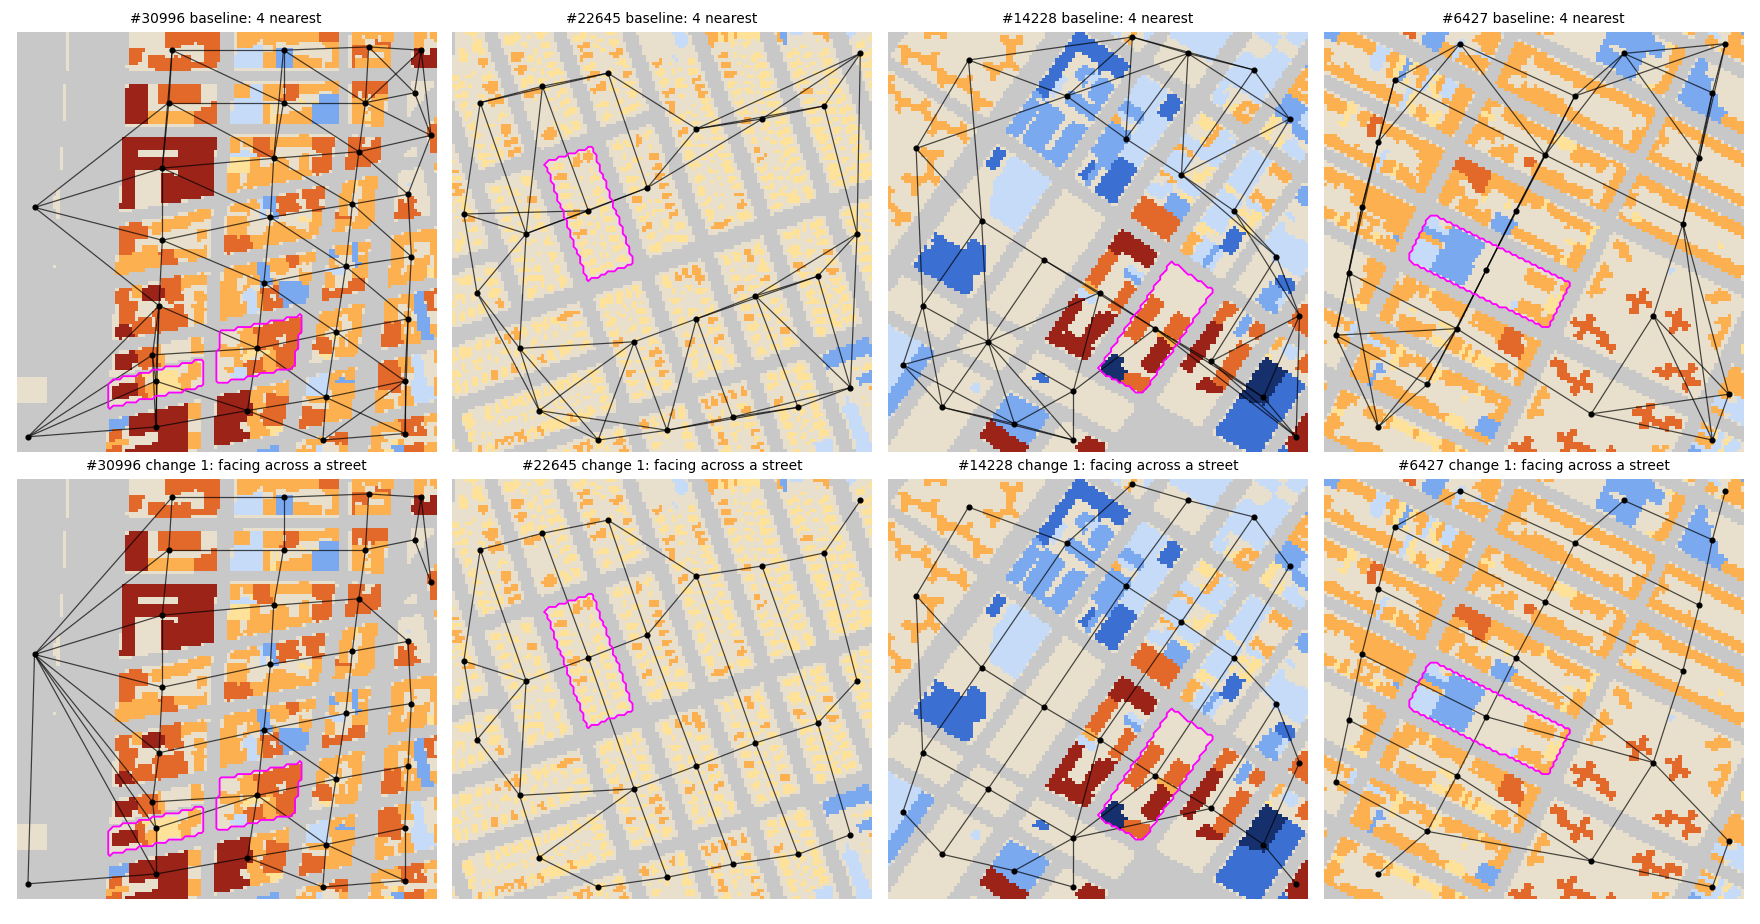 #30996 baseline: 4 nearest
#22645 baseline: 4 nearest
#14228 baseline: 4 nearest
#6427 baseline: 4 nearest
#30996 change 1: facing across a street
#22645 change 1: facing across a street
#14228 change 1: facing across a street
#6427 change 1: facing across a street